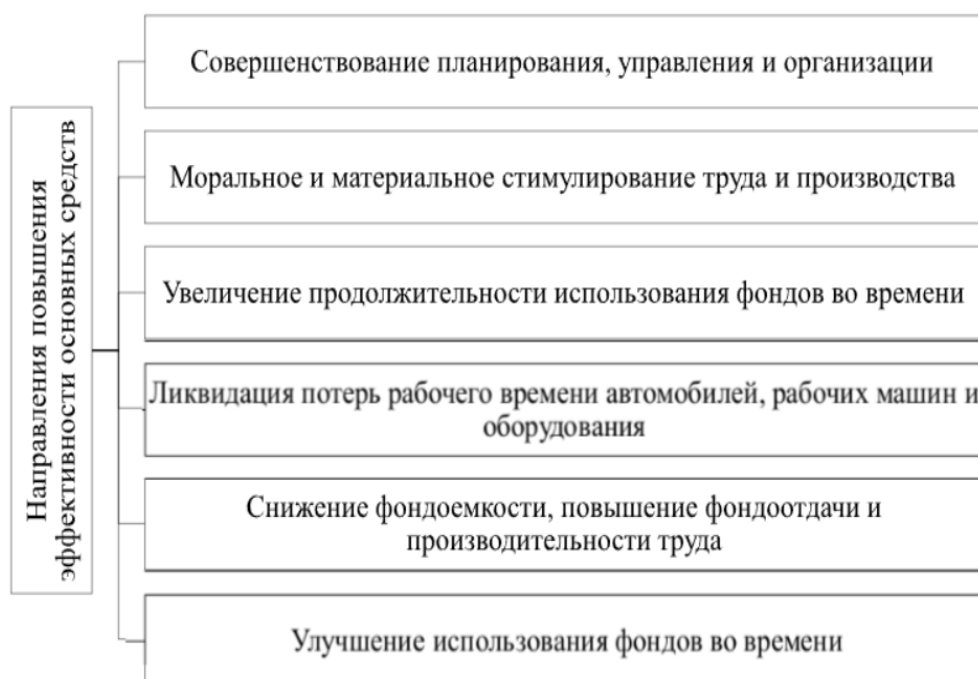 Направления повышения
эффективности основных средств
Совершенствование планирования, управления и организации
Моральное и материальное стимулирование труда и производства
Увеличение продолжительности использования фондов во времени
Ликвидация потерь рабочего времени автомобилей, рабочих машин и
оборудования
Снижение фондоемкости, повышение фондоотдачи и
производительности труда
Улучшение использования фондов во времени